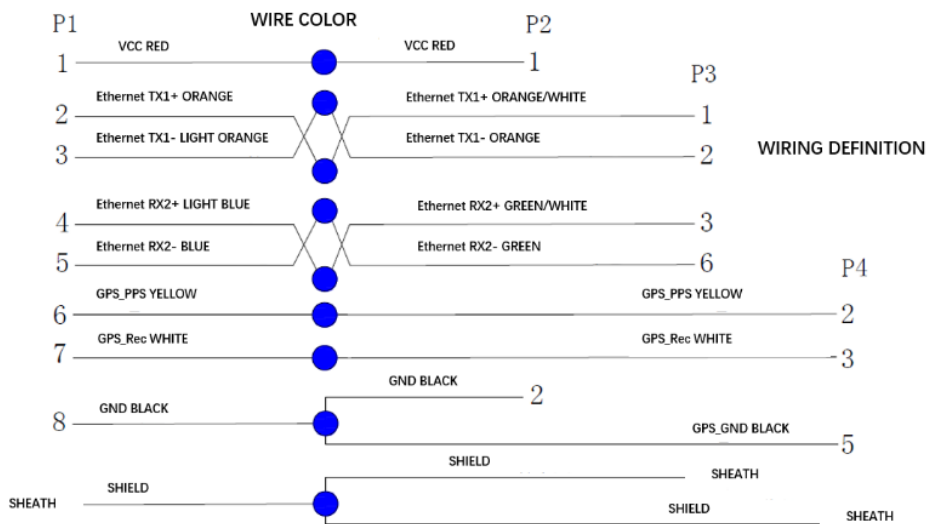 P1 WIRE COLOR P2
VCC RED VCC RED
1 1
P3
Ethernet TX1+ ORANGE Ethernet TX1+ ORANGE/WHITE
2 1
Ethernet TX1- LIGHT ORANGE Ethernet TX1- ORANGE
3 2 WIRING DEFINITION
Ethernet RX2+ LIGHT BLUE Ethernet RX2+ GREEN/WHITE
4 3
Ethernet RX2- BLUE Ethernet RX2- GREEN
5 6 P4
GPS_PPS YELLOW GPS_PPS YELLOW
6 2
GPS_Rec WHITE GPS_Rec WHITE
7 3
GND BLACK 2
GND BLACK
8
GPS_GND BLACK 5
SHIELD SHEATH
SHEATH SHIELD
SHIELD SHEATH